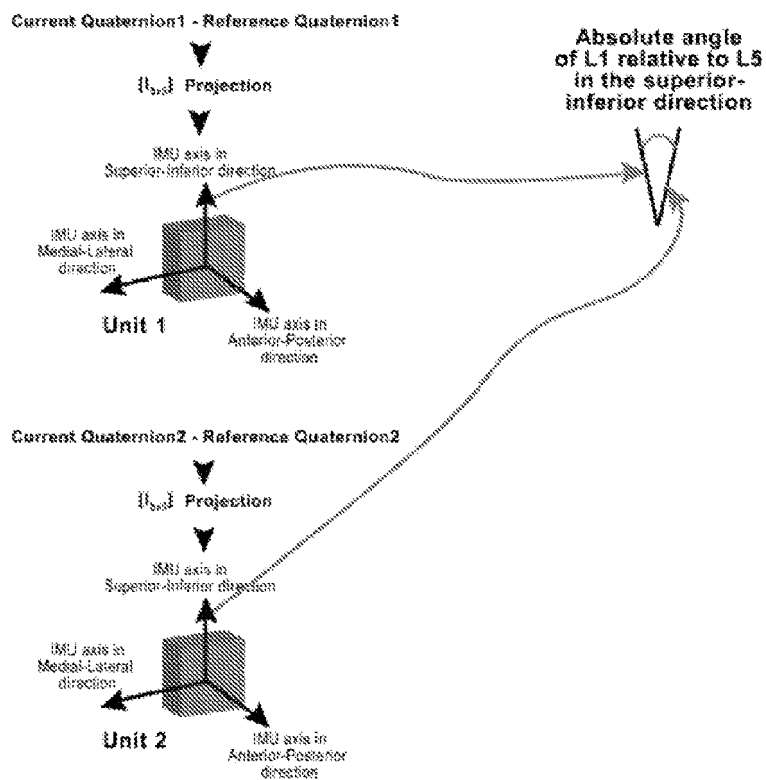 Current Quaternion1 - Reference Quaternion1
[I₃ₓ₃] Projection
IMU axis in
Superior-Inferior direction
IMU axis in
Medial-Lateral
direction
Unit 1
IMU axis in
Anterior-Posterior
direction
Absolute angle
of L1 relative to L5
in the superior-
inferior direction
Current Quaternion2 - Reference Quaternion2
[I₃ₓ₃] Projection
IMU axis in
Superior-Inferior direction
IMU axis in
Medial-Lateral
direction
Unit 2
IMU axis in
Anterior-Posterior
direction